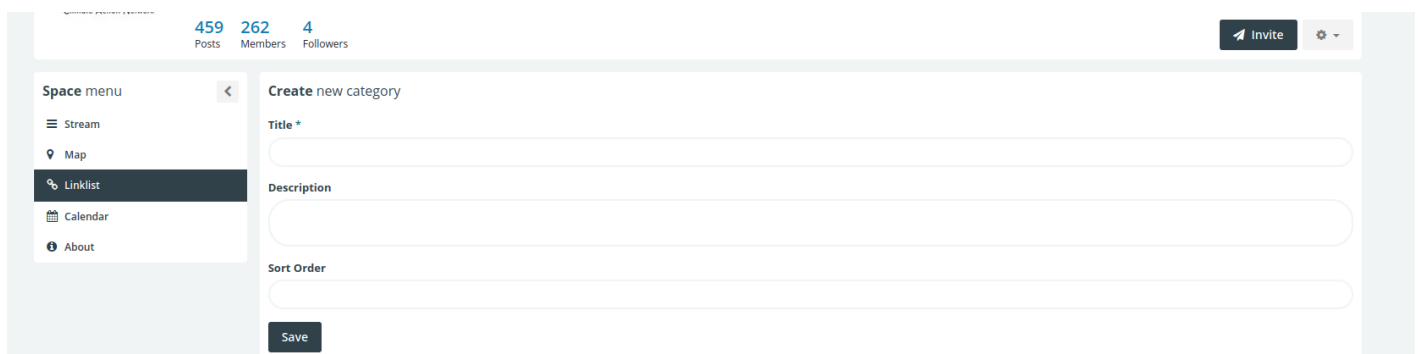 459 262 4
Posts Members Followers
Invite
Space menu
Stream
Map
Linklist
Calendar
About
Create new category
Title *
Description
Sort Order
Save